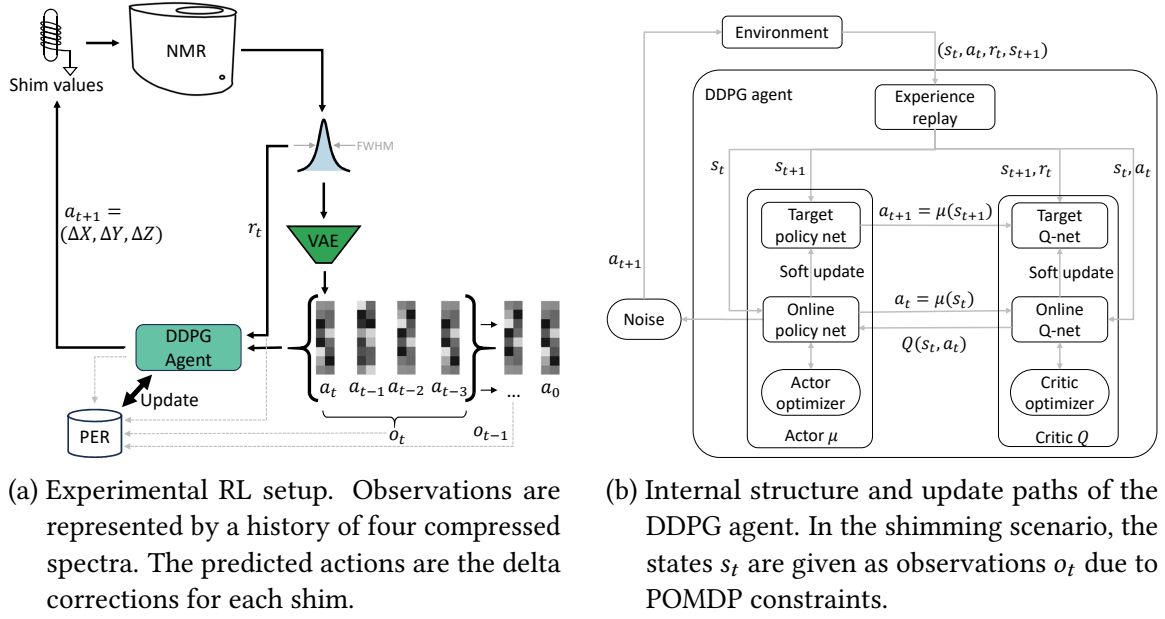 NMR
Shim values
FWHM
a_{t+1} =
(ΔX, ΔY, ΔZ)
r_t
VAE
DDPG
Agent
a_t a_{t−1} a_{t−2} a_{t−3} ... a_0
Update
PER
o_t
o_{t−1}
(a) Experimental RL setup. Observations are
represented by a history of four compressed
spectra. The predicted actions are the delta
corrections for each shim.
Environment
(s_t, a_t, r_t, s_{t+1})
DDPG agent
Experience
replay
s_t
s_{t+1}
s_{t+1}, r_t
s_t, a_t
Target
policy net
a_{t+1} = μ(s_{t+1})
Target
Q-net
a_{t+1}
Soft update
Soft update
Noise
Online
policy net
a_t = μ(s_t)
Q(s_t, a_t)
Online
Q-net
Actor
optimizer
Critic
optimizer
Actor μ
Critic Q
(b) Internal structure and update paths of the
DDPG agent. In the shimming scenario, the
states s_t are given as observations o_t due to
POMDP constraints.